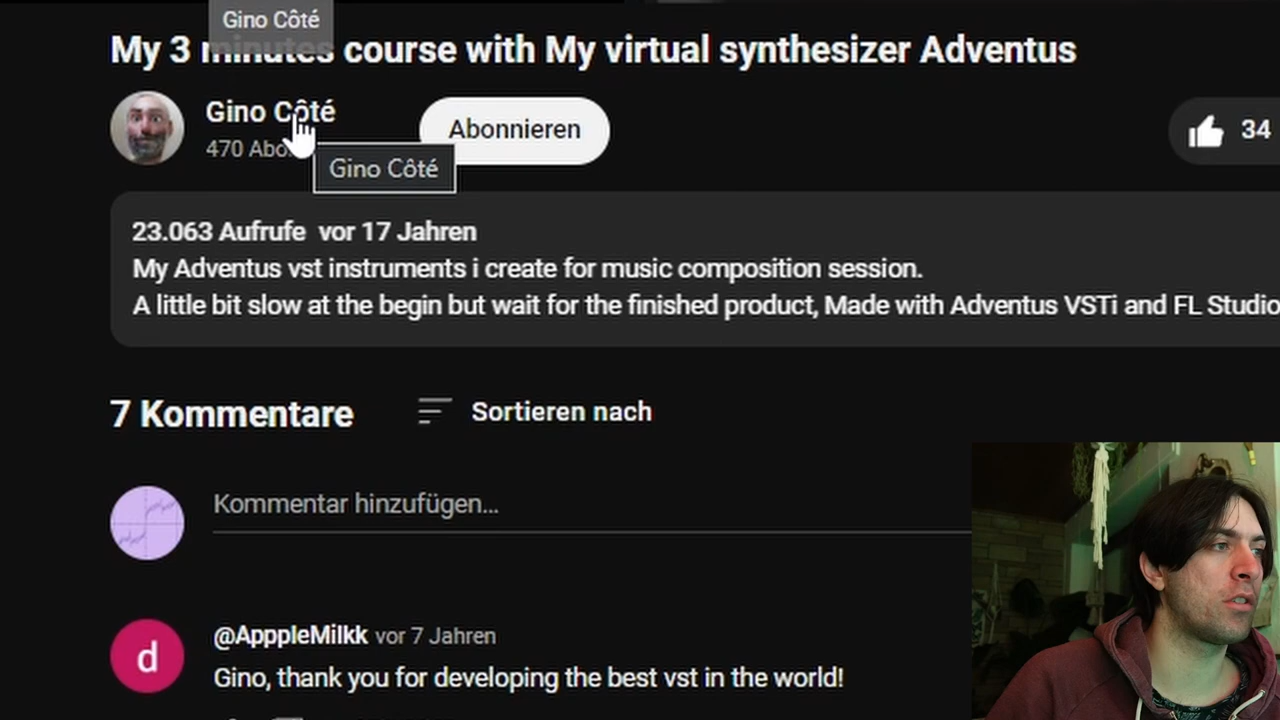 Gino Côté
My 3 minutes course with My virtual synthesizer Adventus
Gino Côté
470 Abo
Abonnieren
34
Gino Côté
23.063 Aufrufe vor 17 Jahren
My Adventus vst instruments i create for music composition session.
A little bit slow at the begin but wait for the finished product, Made with Adventus VSTi and FL Studio
7 Kommentare
Sortieren nach
Kommentar hinzufügen...
d
@ApppleMilkk vor 7 Jahren
Gino, thank you for developing the best vst in the world!